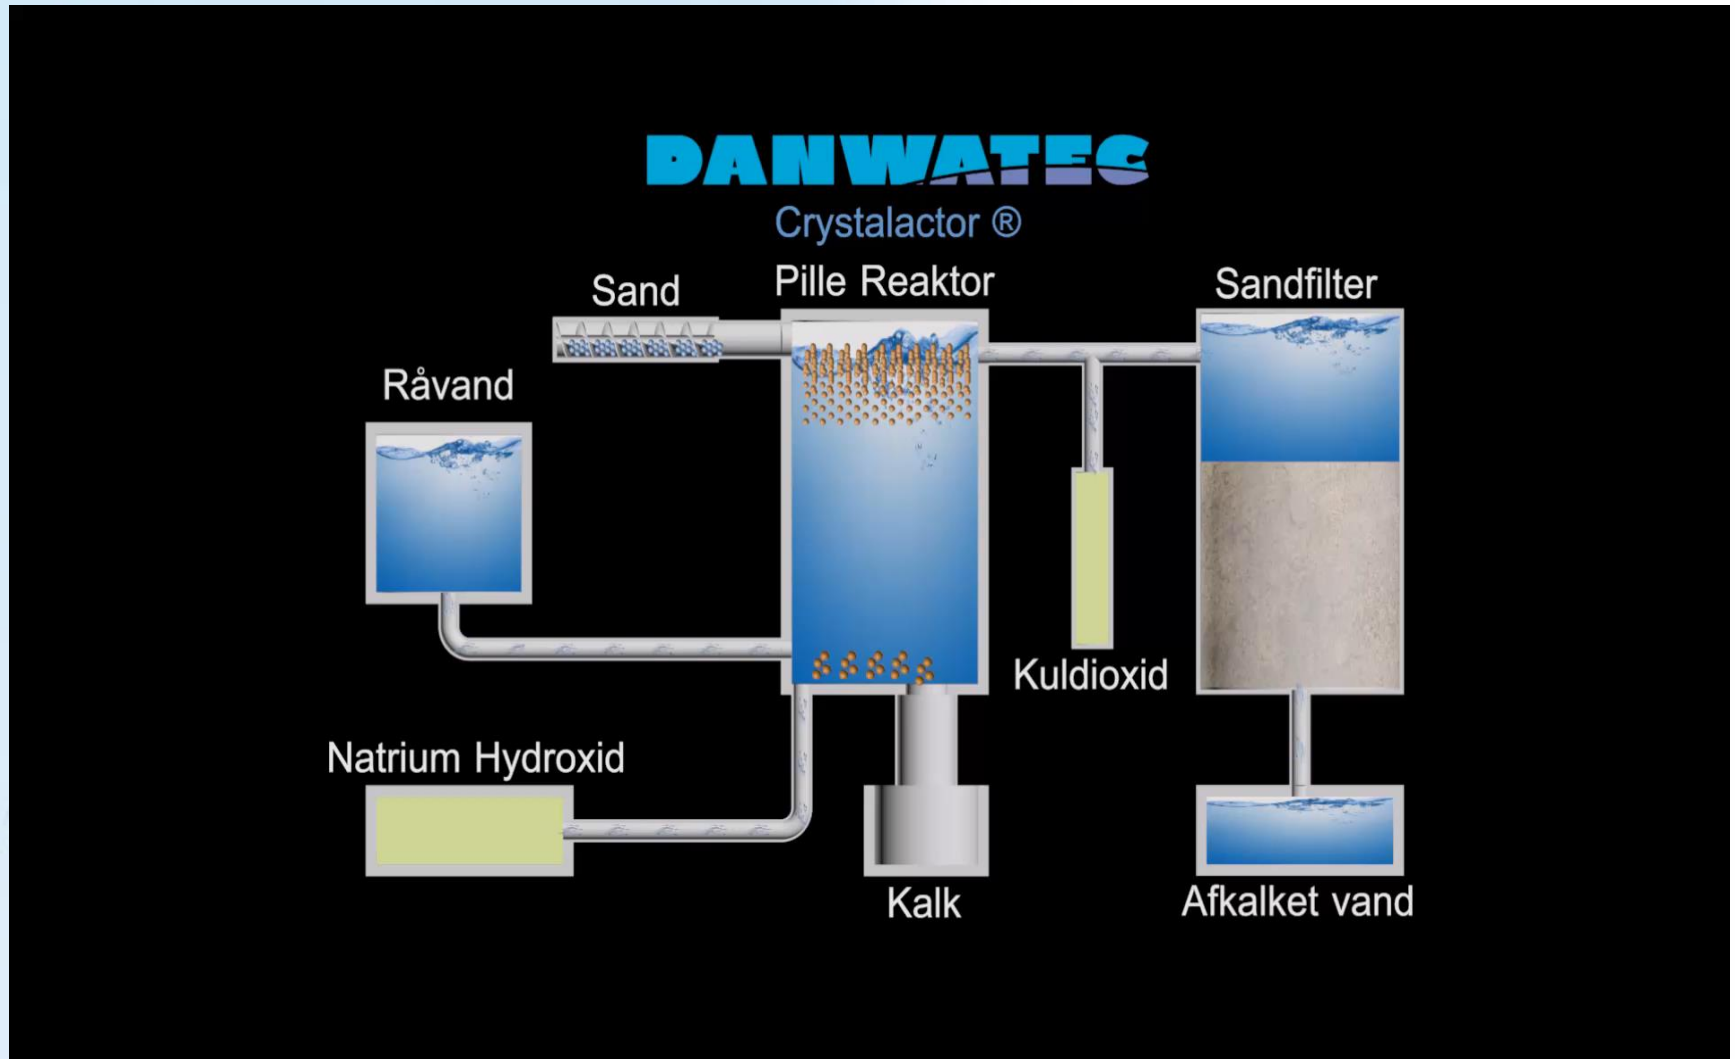 DANWATEC
Crystalactor ®
Pille Reaktor
Sand
Sandfilter
Råvand
Kuldioxid
Natrium Hydroxid
Kalk
Afkalket vand